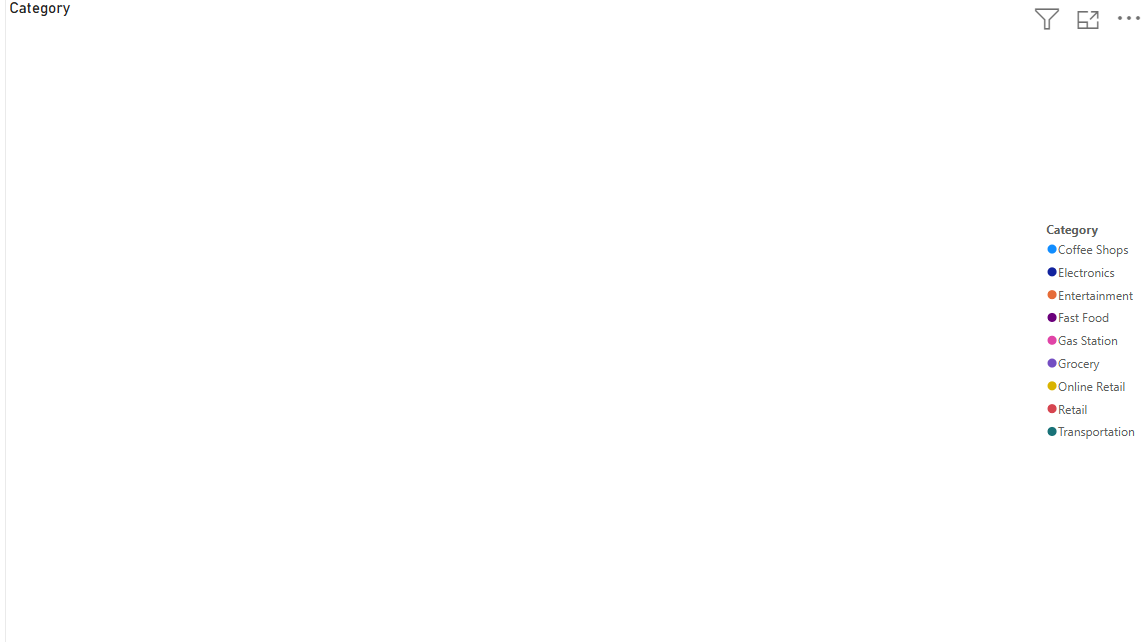 Category
Category
Coffee Shops
Electronics
Entertainment
Fast Food
Gas Station
Grocery
Online Retail
Retail
Transportation